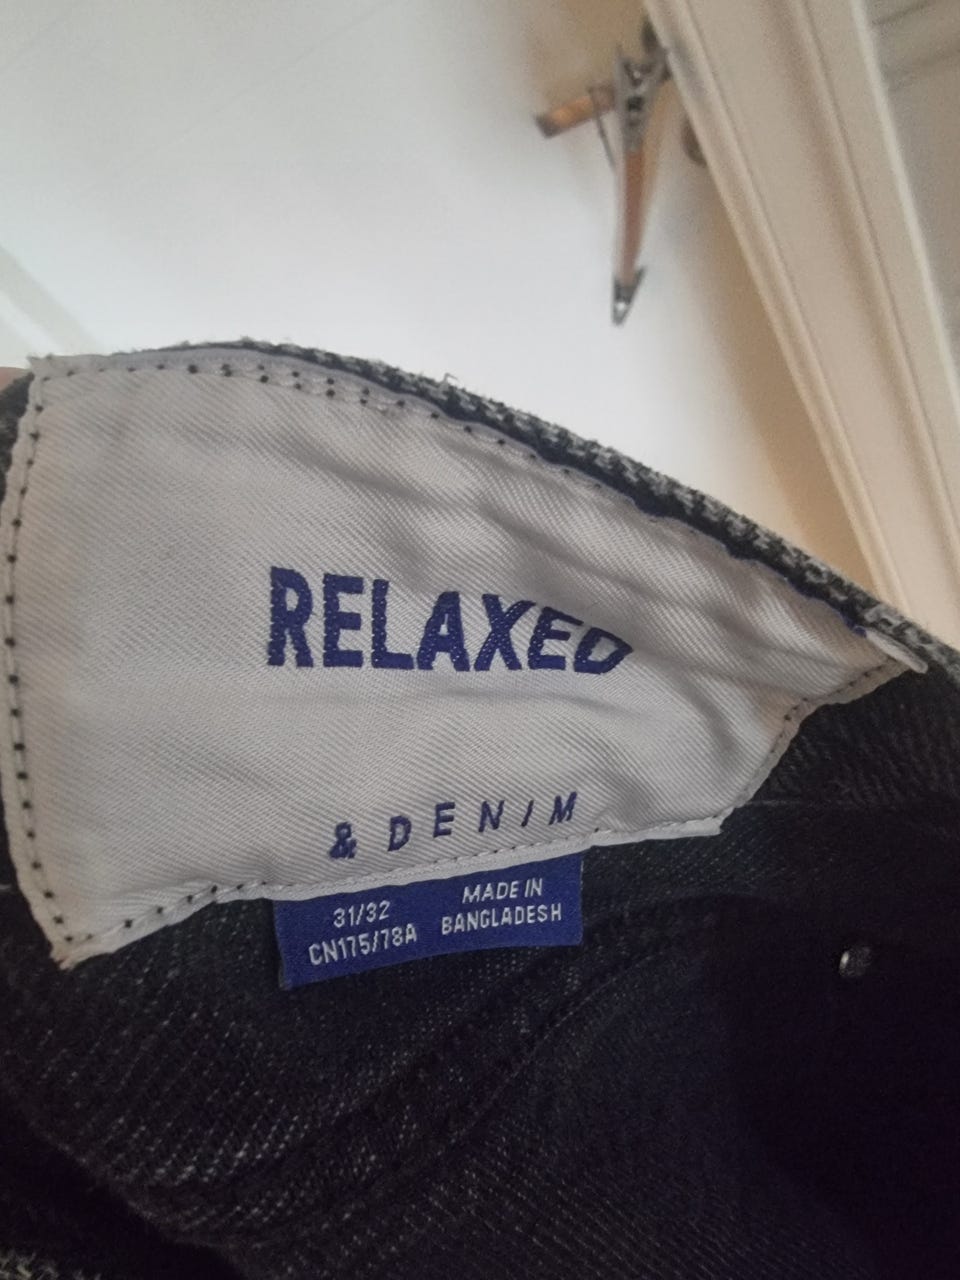 RELAXED
& DENIM
31/32
CN175/78A
MADE IN
BANGLADESH